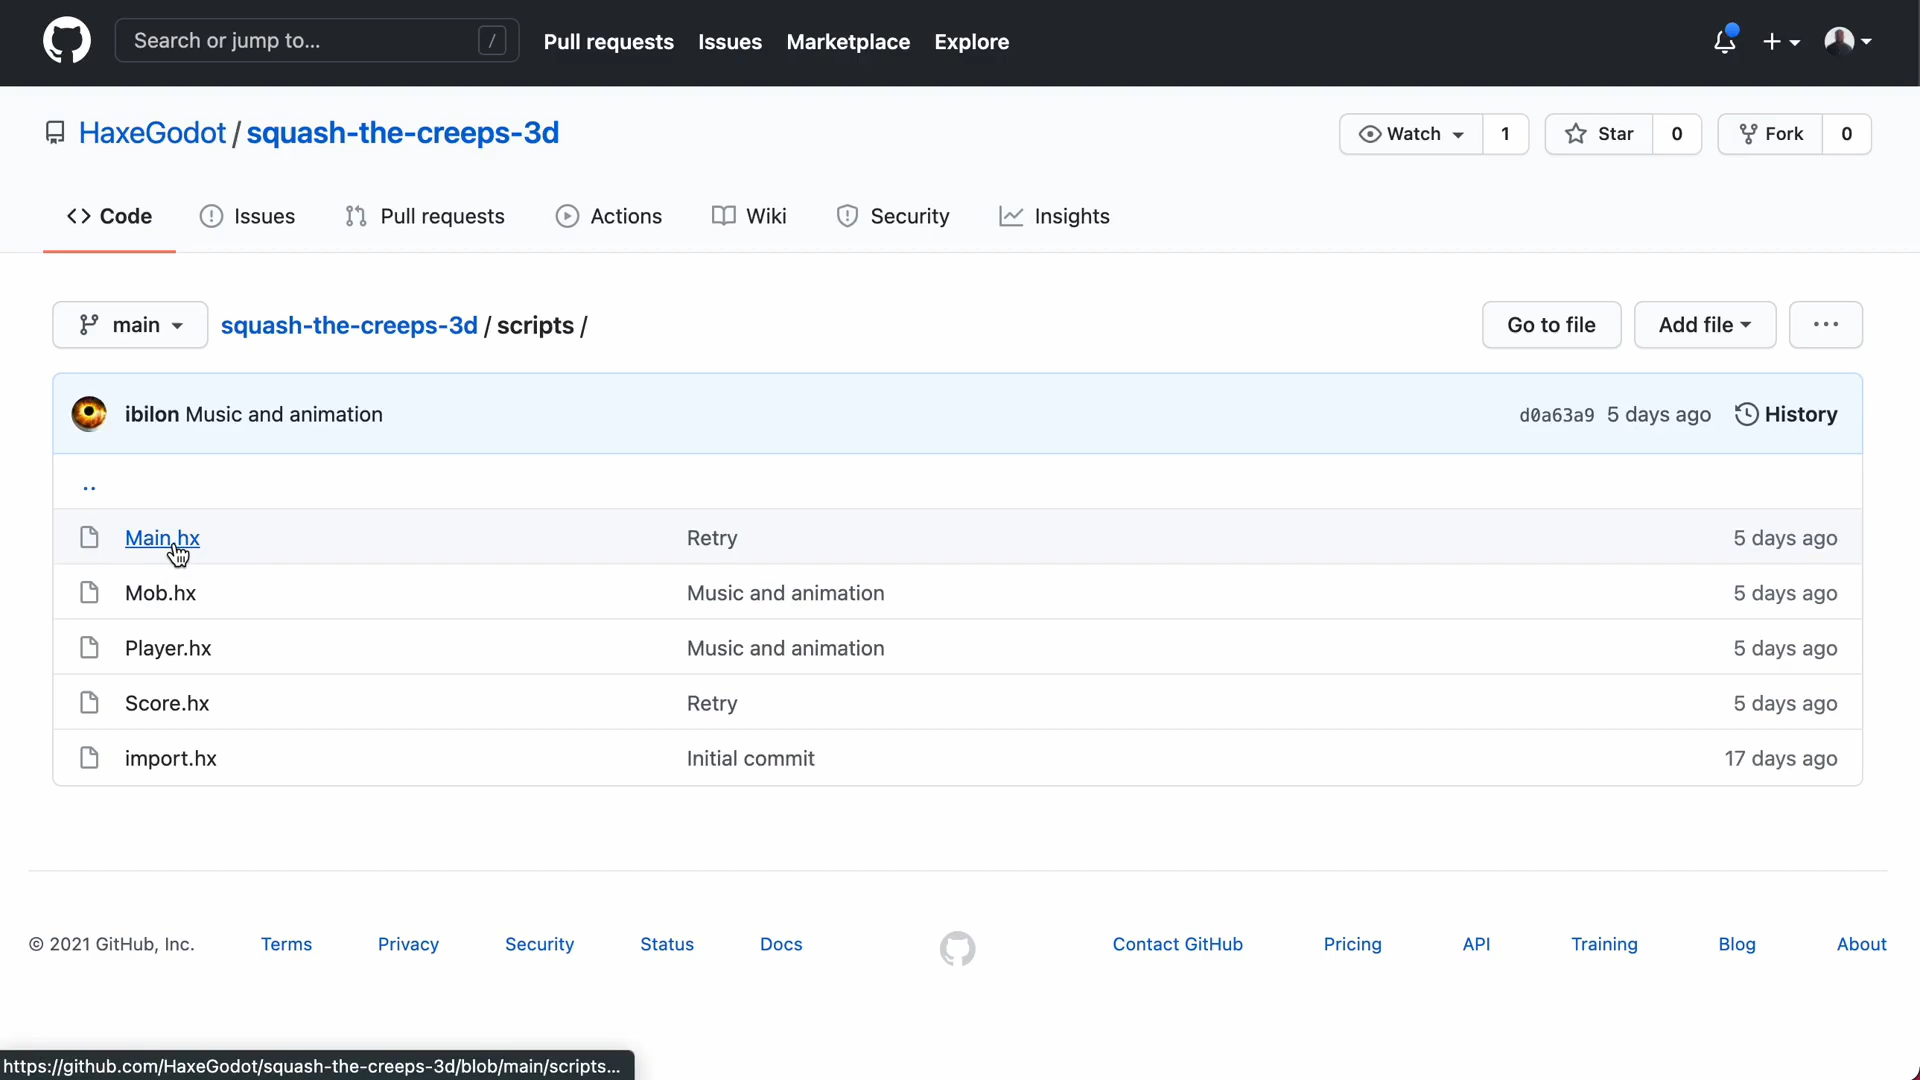 Search or jump to... / Pull requests Issues Marketplace Explore
HaxeGodot / squash-the-creeps-3d Watch 1 Star 0 Fork 0
<> Code Issues Pull requests Actions Wiki Security Insights
main squash-the-creeps-3d / scripts / Go to file Add file ...
ibilon Music and animation d0a63a9 5 days ago History
..
Main.hx Retry 5 days ago
Mob.hx Music and animation 5 days ago
Player.hx Music and animation 5 days ago
Score.hx Retry 5 days ago
import.hx Initial commit 17 days ago
© 2021 GitHub, Inc. Terms Privacy Security Status Docs Contact GitHub Pricing API Training Blog About
https://github.com/HaxeGodot/squash-the-creeps-3d/blob/main/scripts...